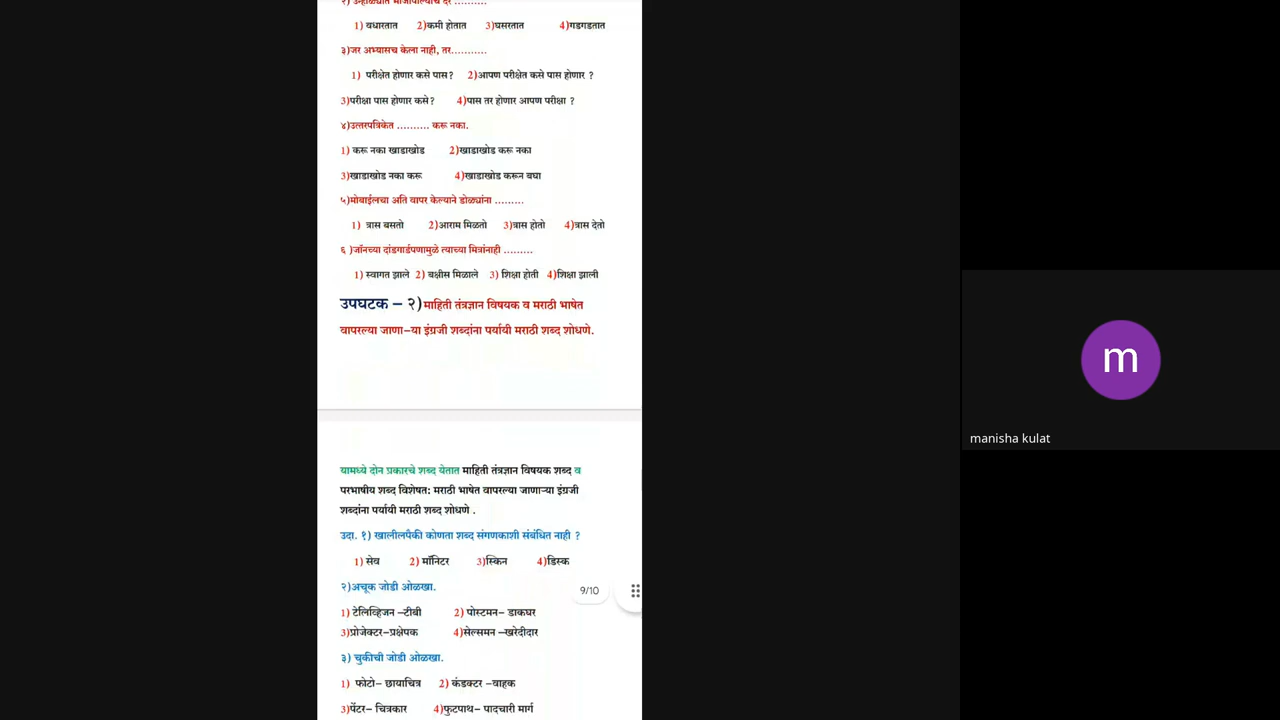 २) उन्हाळ्यात भाजीपाल्याचे दर ..........
1) वधारतात 2)कमी होतात 3)घसरतात 4)गडगडतात
३)जर अभ्यासच केला नाही, तर...........
1) परीक्षेत होणार कसे पास? 2)आपण परीक्षेत कसे पास होणार ?
3)परीक्षा पास होणार कसे? 4)पास तर होणार आपण परीक्षा ?
४)उत्तरपत्रिकेत .......... करू नका.
1) करू नका खाडाखोड 2)खाडाखोड करू नका
3)खाडाखोड नका करू 4)खाडाखोड करून बघा
५)मोबाईलचा अति वापर केल्याने डोळ्यांना .........
1) त्रास बसतो 2)आराम मिळतो 3)त्रास होतो 4)त्रास देतो
६ )जॉनच्या दांडगाईपणामुळे त्याच्या मित्रांनाही .........
1) स्वागत झाले 2) बक्षीस मिळाले 3) शिक्षा होती 4)शिक्षा झाली
उपघटक – २)माहिती तंत्रज्ञान विषयक व मराठी भाषेत
वापरल्या जाणा–या इंग्रजी शब्दांना पर्यायी मराठी शब्द शोधणे.
यामध्ये दोन प्रकारचे शब्द येतात माहिती तंत्रज्ञान विषयक शब्द व
परभाषीय शब्द विशेषत: मराठी भाषेत वापरल्या जाणाऱ्या इंग्रजी
शब्दांना पर्यायी मराठी शब्द शोधणे .
उदा. १) खालीलपैकी कोणता शब्द संगणकाशी संबंधित नाही ?
1) सेव 2) मॉनिटर 3)स्किन 4)डिस्क
२)अचूक जोडी ओळखा.
1) टेलिव्हिजन –टीबी 2) पोस्टमन– डाकघर
3)प्रोजेक्टर–प्रक्षेपक 4)सेल्समन –खरेदीदार
9/10
३) चुकीची जोडी ओळखा.
1) फोटो– छायाचित्र 2) कंडक्टर –वाहक
3)पेंटर– चित्रकार 4)फुटपाथ– पादचारी मार्ग
m
manisha kulat